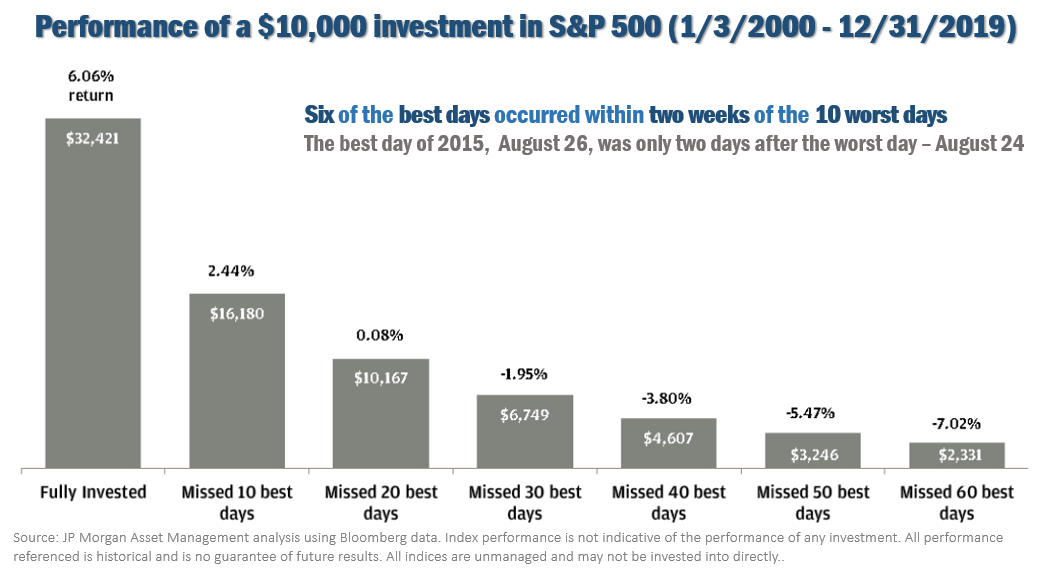 Performance of a $10,000 investment in S&P 500 (1/3/2000 - 12/31/2019)
6.06%
return
Six of the best days occurred within two weeks of the 10 worst days
The best day of 2015,  August 26, was only two days after the worst day – August 24
$32,421
2.44%
$16,180
0.08%
$10,167
-1.95%
$6,749
-3.80%
$4,607
-5.47%
$3,246
-7.02%
$2,331
Fully Invested
Missed 10 best
days
Missed 20 best
days
Missed 30 best
days
Missed 40 best
days
Missed 50 best
days
Missed 60 best
days
Source: JP Morgan Asset Management analysis using Bloomberg data. Index performance is not indicative of the performance of any investment. All performance
referenced is historical and is no guarantee of future results. All indices are unmanaged and may not be invested into directly..